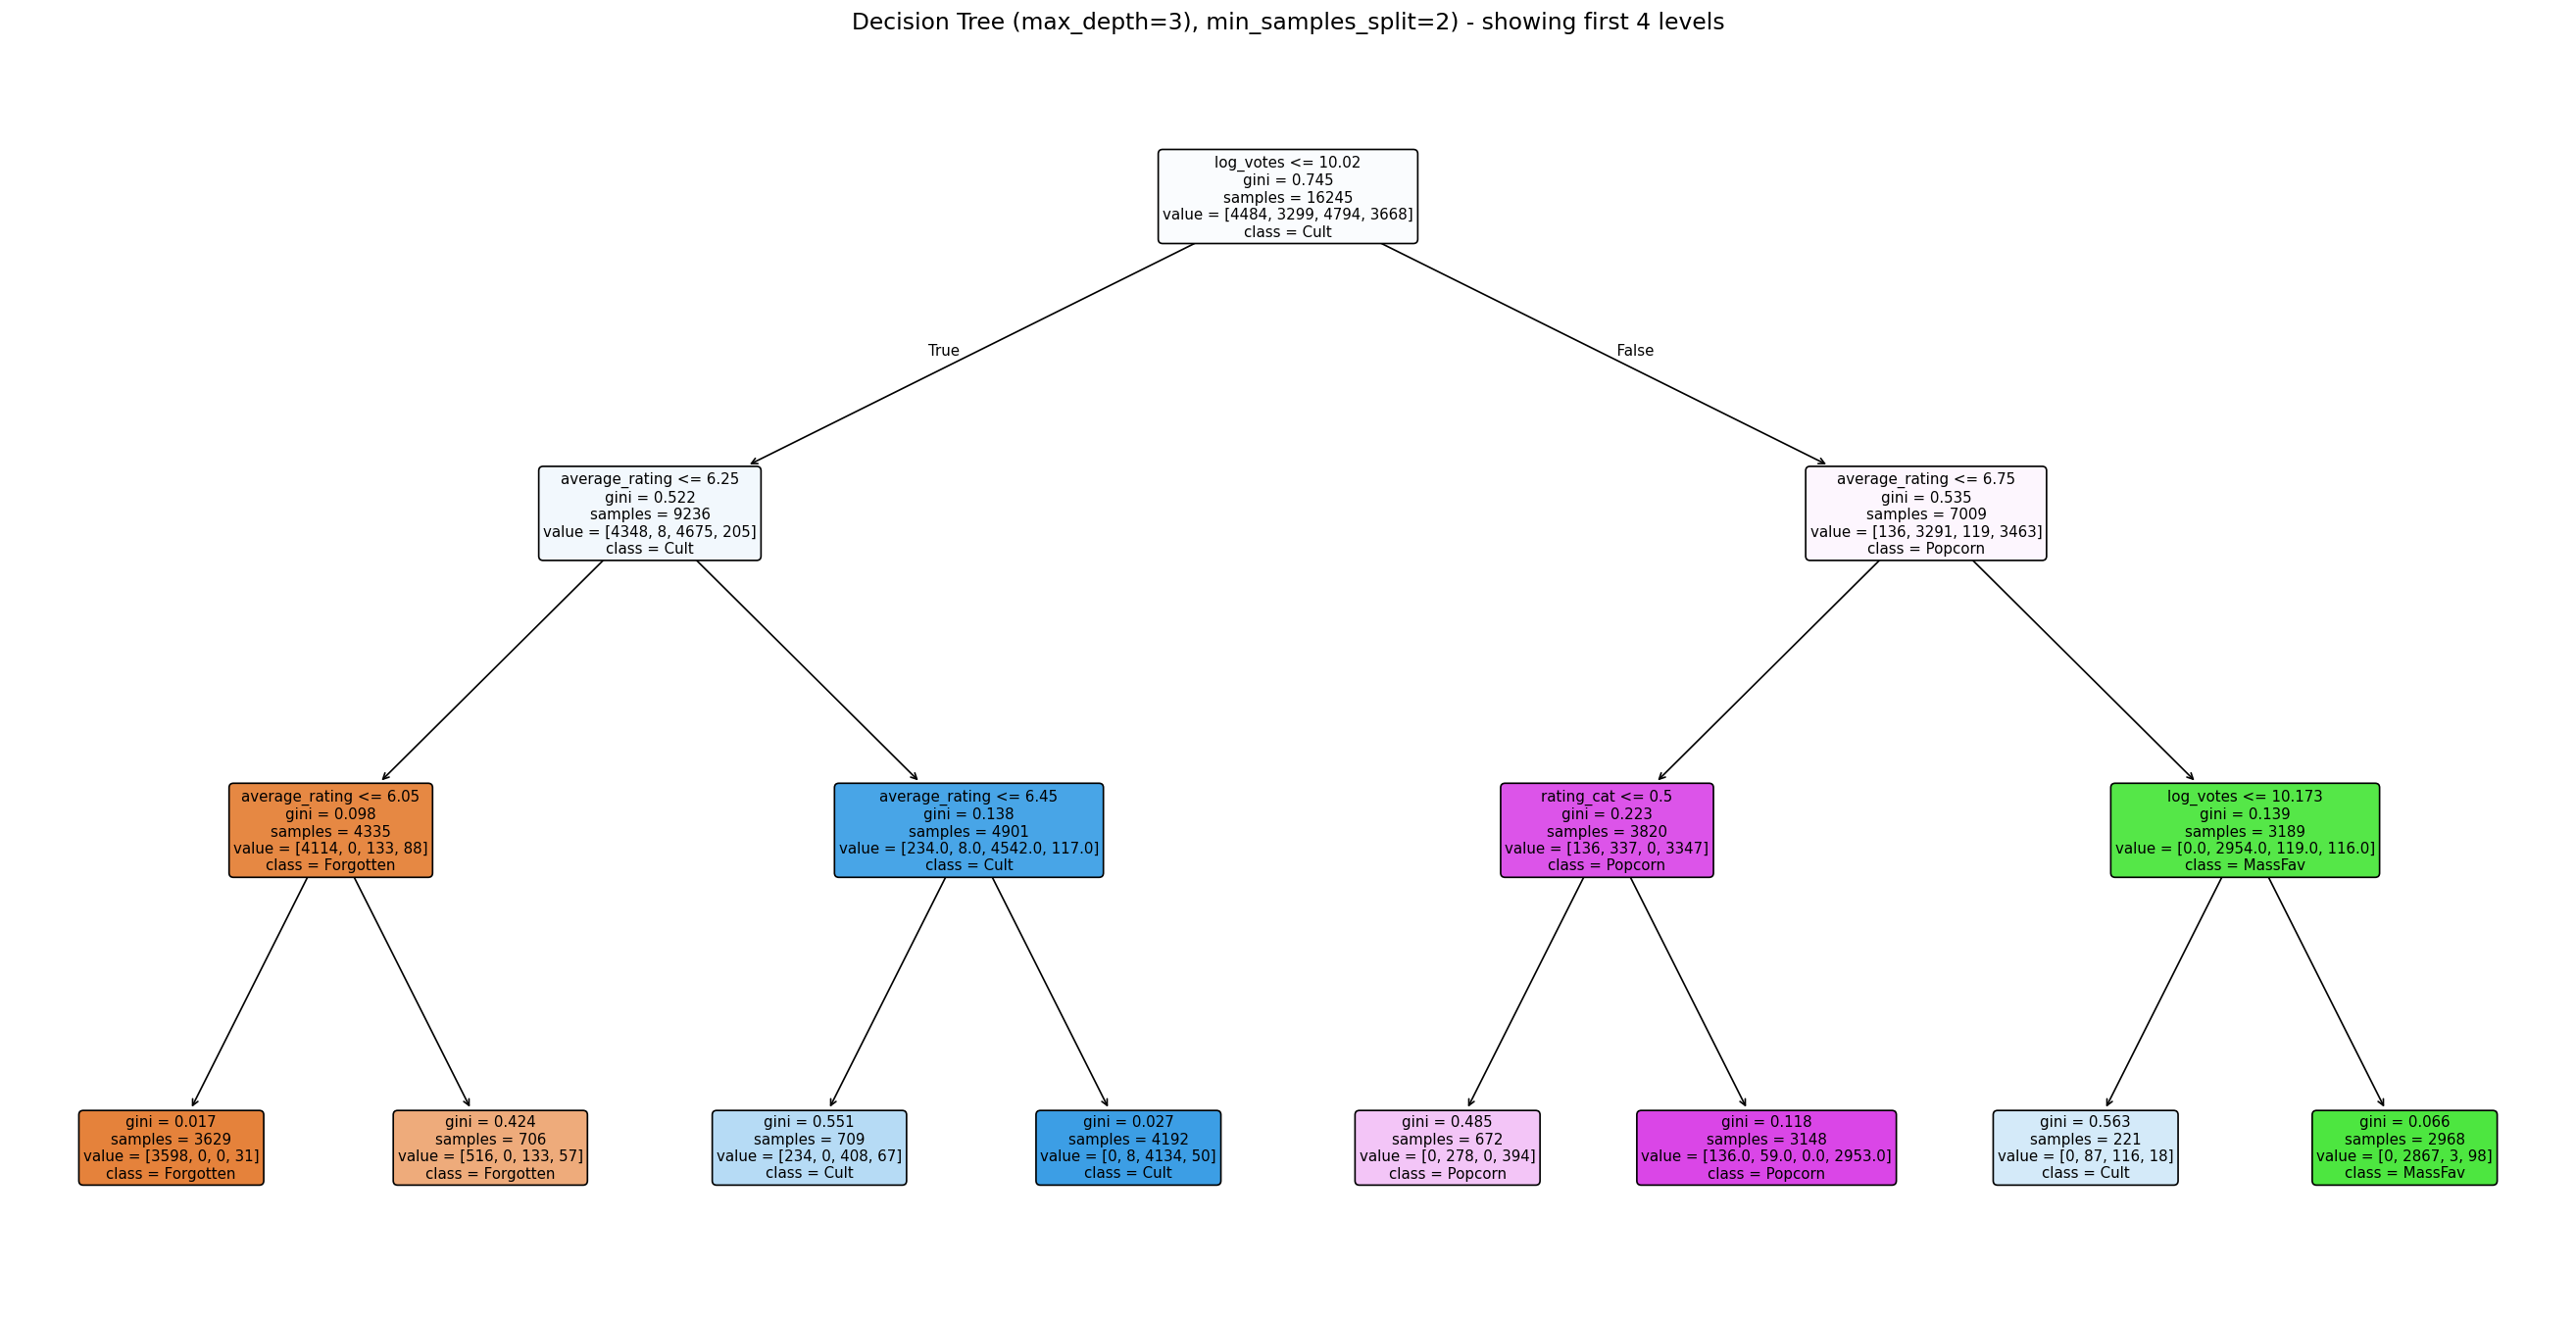 Decision Tree (max_depth=3), min_samples_split=2) - showing first 4 levels
log_votes <= 10.02
gini = 0.745
samples = 16245
value = [4484, 3299, 4794, 3668]
class = Cult
True
False
average_rating <= 6.25
gini = 0.522
samples = 9236
value = [4348, 8, 4675, 205]
class = Cult
average_rating <= 6.75
gini = 0.535
samples = 7009
value = [136, 3291, 119, 3463]
class = Popcorn
average_rating <= 6.05
gini = 0.098
samples = 4335
value = [4114, 0, 133, 88]
class = Forgotten
average_rating <= 6.45
gini = 0.138
samples = 4901
value = [234.0, 8.0, 4542.0, 117.0]
class = Cult
rating_cat <= 0.5
gini = 0.223
samples = 3820
value = [136, 337, 0, 3347]
class = Popcorn
log_votes <= 10.173
gini = 0.139
samples = 3189
value = [0.0, 2954.0, 119.0, 116.0]
class = MassFav
gini = 0.017
samples = 3629
value = [3598, 0, 0, 31]
class = Forgotten
gini = 0.424
samples = 706
value = [516, 0, 133, 57]
class = Forgotten
gini = 0.551
samples = 709
value = [234, 0, 408, 67]
class = Cult
gini = 0.027
samples = 4192
value = [0, 8, 4134, 50]
class = Cult
gini = 0.485
samples = 672
value = [0, 278, 0, 394]
class = Popcorn
gini = 0.118
samples = 3148
value = [136.0, 59.0, 0.0, 2953.0]
class = Popcorn
gini = 0.563
samples = 221
value = [0, 87, 116, 18]
class = Cult
gini = 0.066
samples = 2968
value = [0, 2867, 3, 98]
class = MassFav